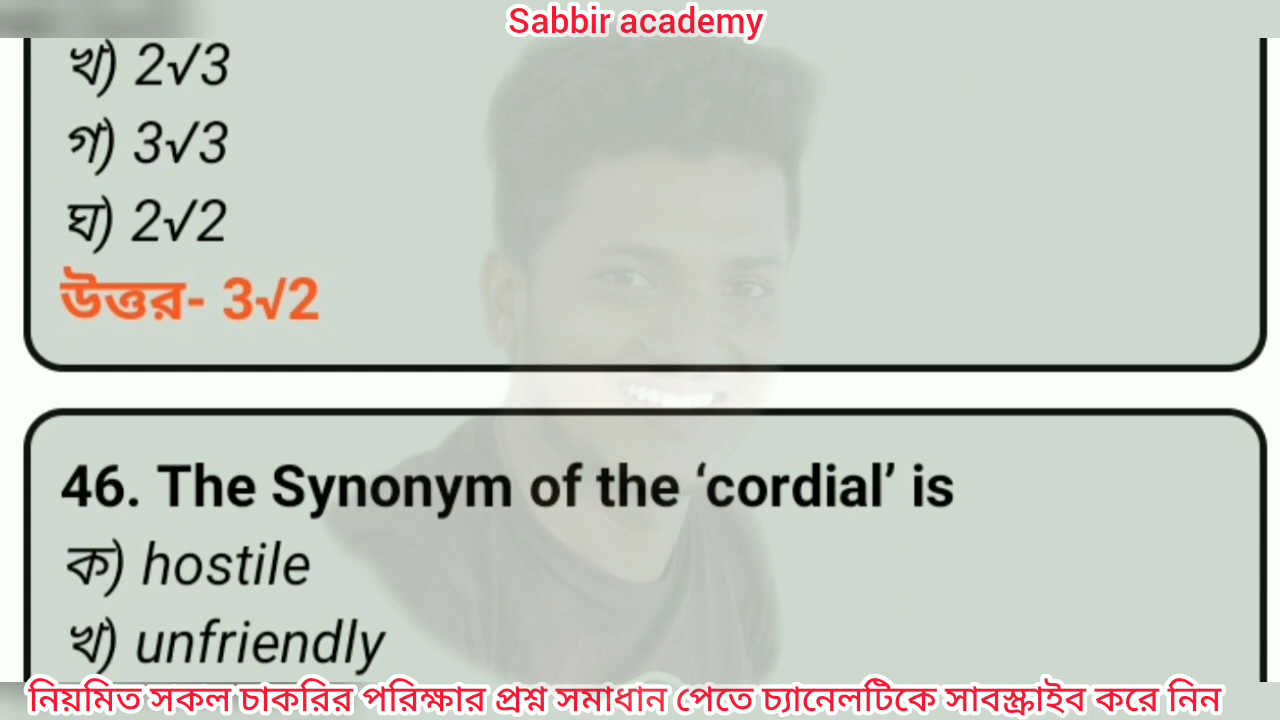 Sabbir academy
খ) 2√3
গ) 3√3
ঘ) 2√2
উত্তর- 3√2
46. The Synonym of the ‘cordial’ is
ক) hostile
খ) unfriendly
নিয়মিত সকল চাকরির পরিক্ষার প্রশ্ন সমাধান পেতে চ্যানেলটিকে সাবস্ক্রাইব করে নিন